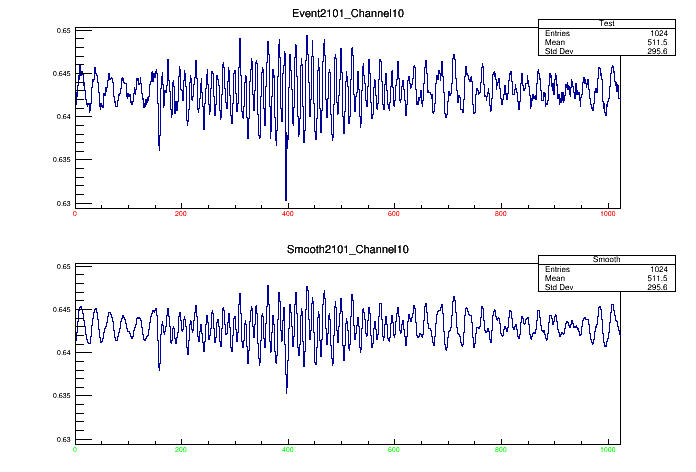 Event2101_Channel10
Test
Entries 1024
Mean 511.5
Std Dev 295.6
0.65
0.645
0.64
0.635
0.63
0 200 400 600 800 1000
Smooth2101_Channel10
Smooth
Entries 1024
Mean 511.5
Std Dev 295.6
0.65
0.645
0.64
0.635
0.63
0 200 400 600 800 1000